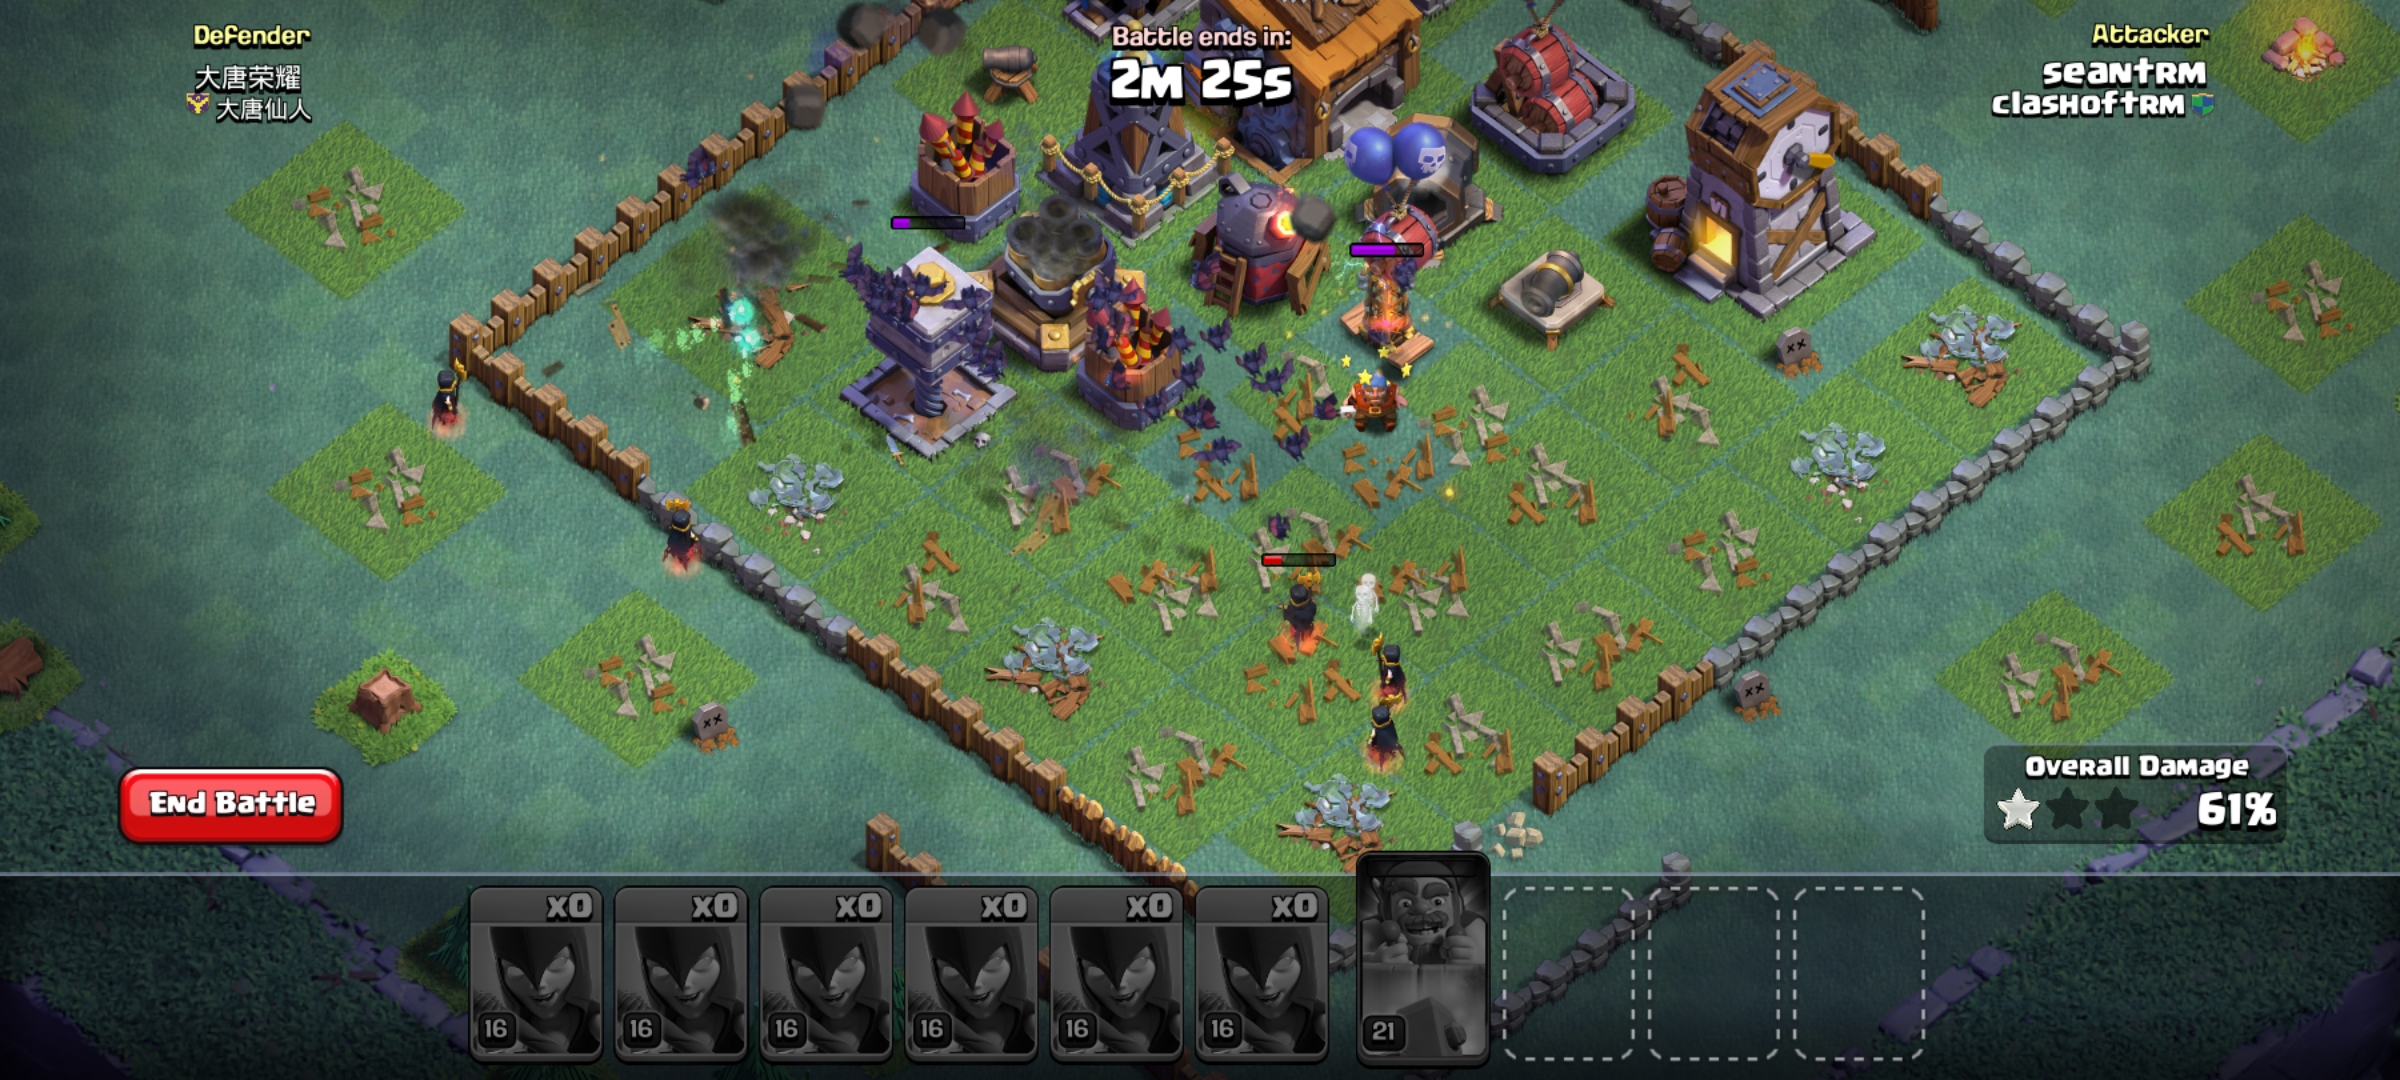 Defender
大唐荣耀
大唐仙人
Battle ends in:
2M 25s
Attacker
seantRM
clashoftRM
VI
End Battle
Overall Damage
61%
x0
x0
x0
x0
x0
x0
16
16
16
16
16
16
21